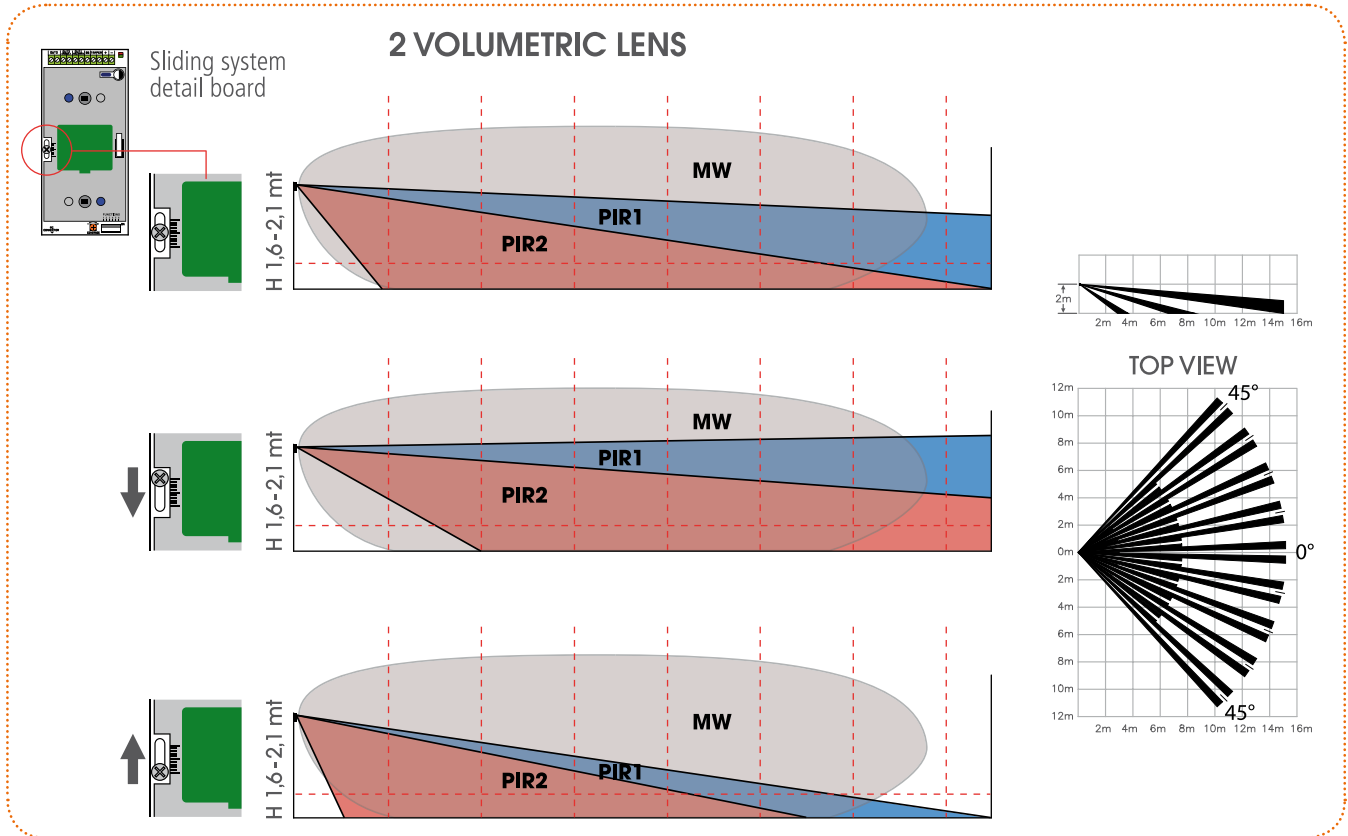 2 VOLUMETRIC LENS
Sliding system
detail board
MW
PIR1
PIR2
H 1,6 - 2,1 mt
MW
PIR1
PIR2
H 1,6 - 2,1 mt
MW
PIR1
PIR2
H 1,6 - 2,1 mt
2m
2m 4m 6m 8m 10m 12m 14m 16m
TOP VIEW
12m
10m
8m
6m
4m
2m
0m
2m
4m
6m
8m
10m
12m
45°
0°
45°
2m 4m 6m 8m 10m 12m 14m 16m